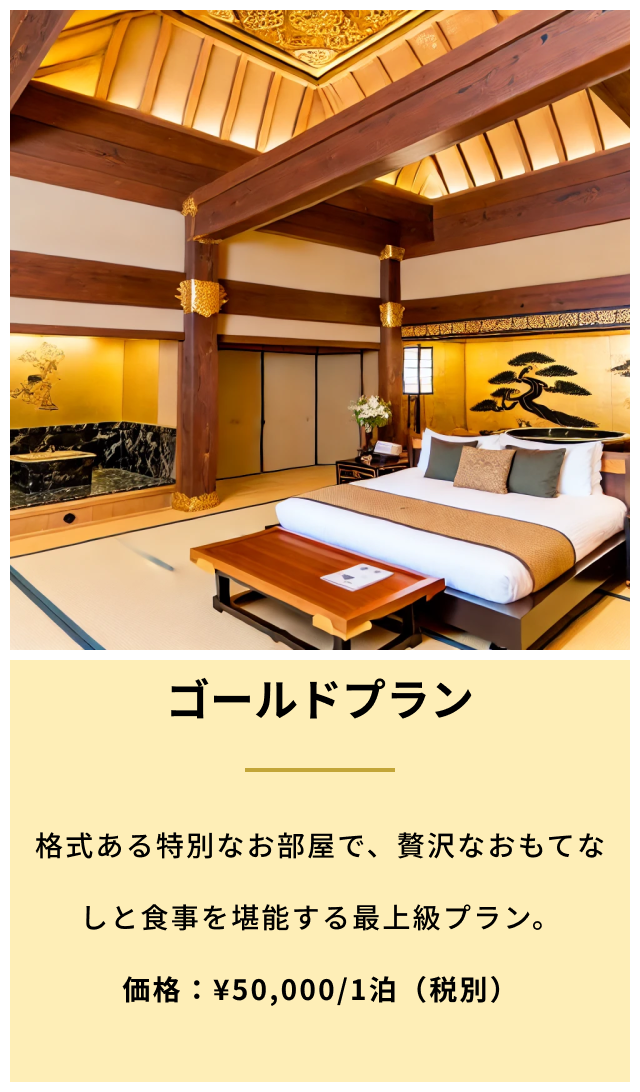 ゴールドプラン
格式ある特別なお部屋で、贅沢なおもてな
しと食事を堪能する最上級プラン。
価格：¥50,000/1泊（税別）